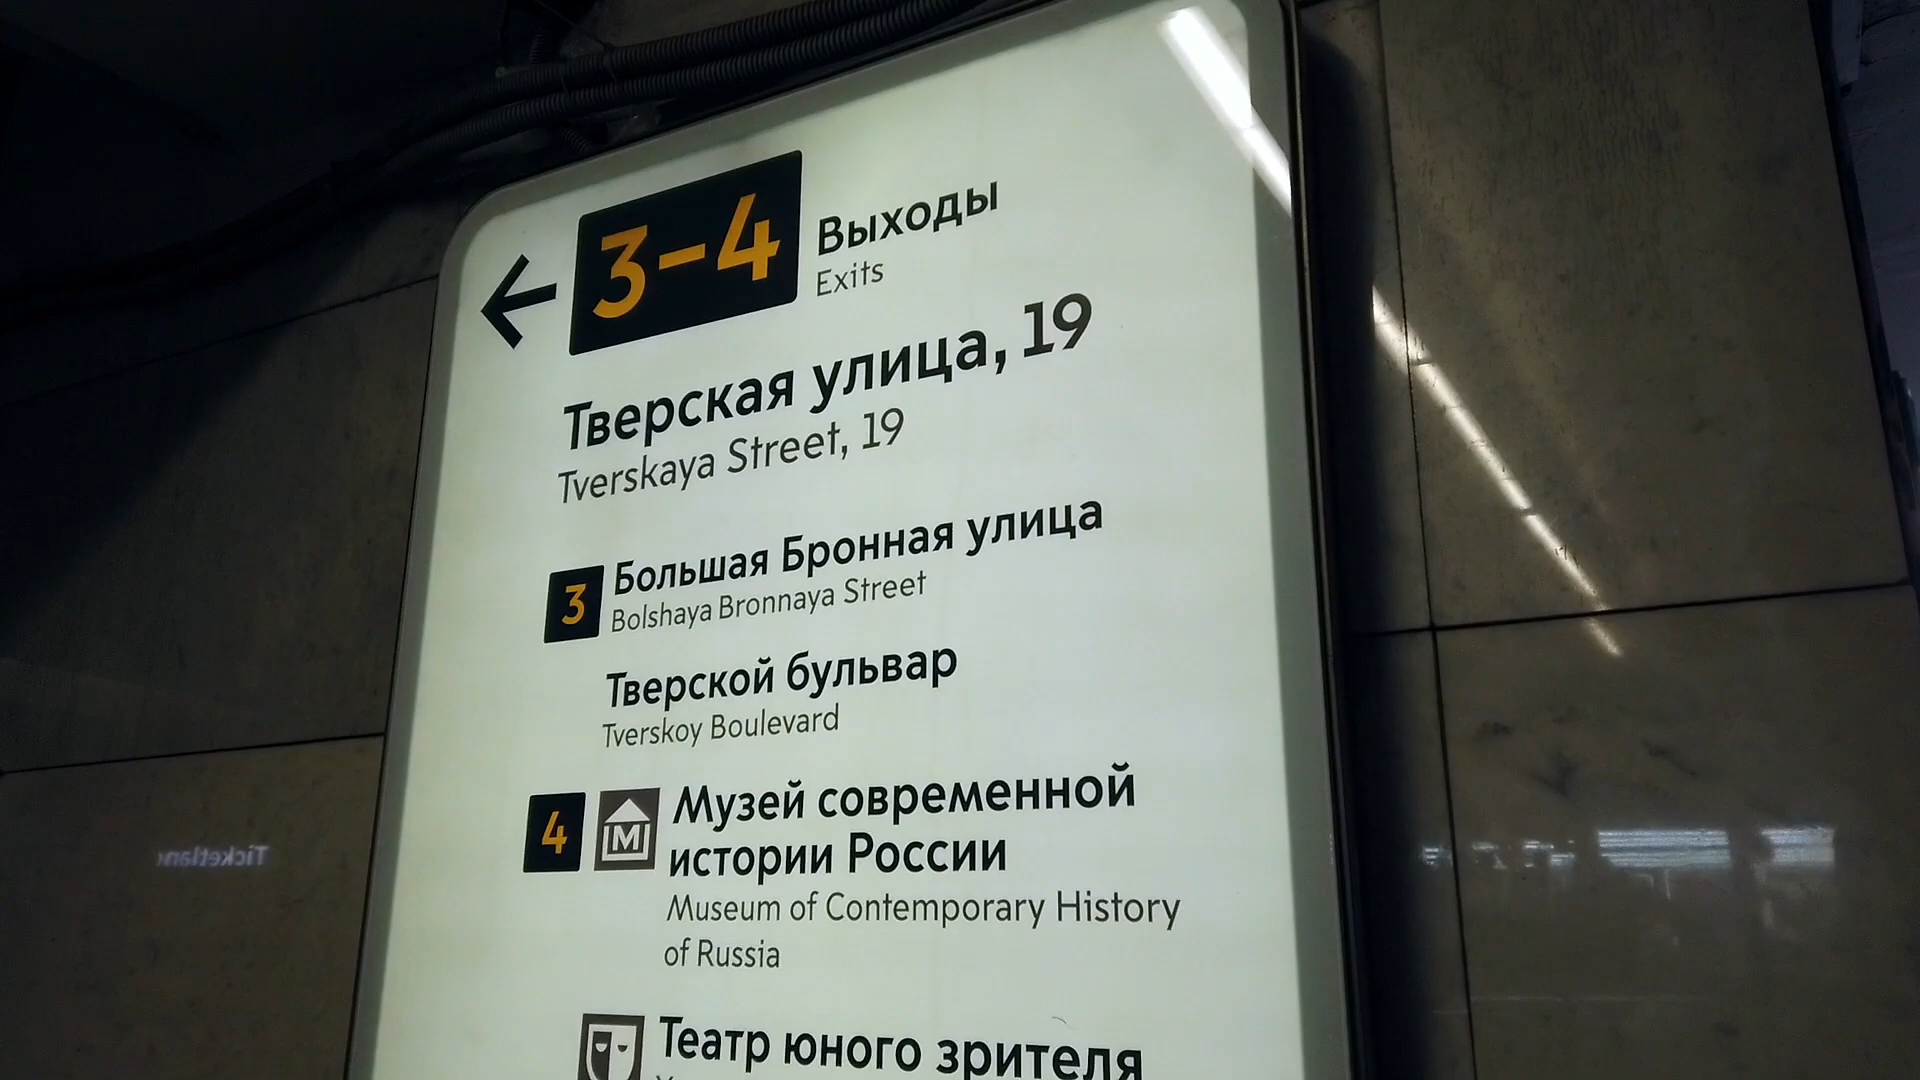 3-4 Выходы
Exits
Тверская улица, 19
Tverskaya Street, 19
3 Большая Бронная улица
Bolshaya Bronnaya Street
Тверской бульвар
Tverskoy Boulevard
4 М Музей современной
истории России
Museum of Contemporary History
of Russia
Театр юного зрителя
Ticketland